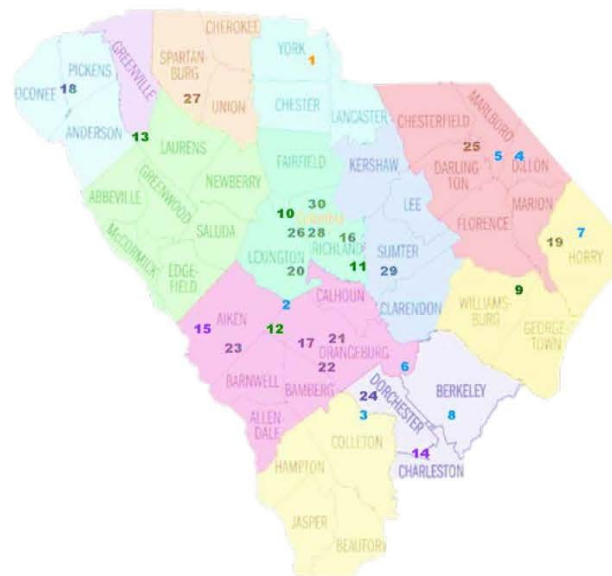 CHEROKEE
GREENVILLE
SPARTAN-
BURG
YORK
1
PICKENS
18
OCONEE
27
UNION
CHESTER
LANCASTER
CHESTERFIELD
MARLBORO
ANDERSON
13
LAURENS
FAIRFIELD
KERSHAW
25
5
4
DILLON
DARLING
TON
NEWBERRY
ABBEVILLE
GREENWOOD
LEE
MARION
30
10
Columbia
FLORENCE
7
26
28
16
RICHLAND
19
HORRY
SALUDA
McCORMICK
LEXINGTON
SUMTER
EDGE-
FIELD
20
11
29
9
CALHOUN
WILLIAMS-
BURG
2
CLARENDON
GEORGE-
TOWN
AIKEN
15
12
17
21
ORANGEBURG
23
22
6
BARNWELL
BAMBERG
DORCHESTER
BERKELEY
24
ALLEN-
DALE
3
8
COLLETON
14
HAMPTON
CHARLESTON
JASPER
BEAUFORT